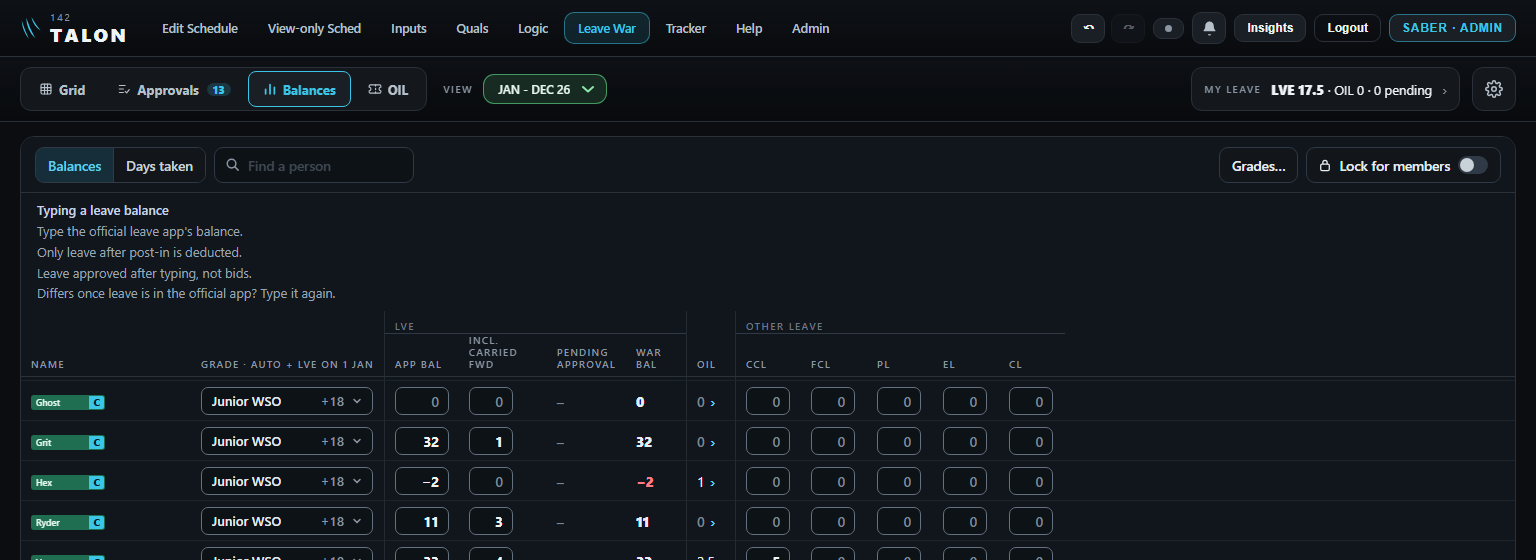 142
TALON
Edit Schedule View-only Sched Inputs Quals Logic Leave War Tracker Help Admin
Insights Logout SABER · ADMIN
Grid Approvals 13 Balances OIL VIEW JAN - DEC 26
MY LEAVE LVE 17.5 · OIL 0 · 0 pending ›
Balances Days taken Find a person
Grades... Lock for members
Typing a leave balance
Type the official leave app's balance.
Only leave after post-in is deducted.
Leave approved after typing, not bids.
Differs once leave is in the official app? Type it again.
LVE OTHER LEAVE
NAME GRADE · AUTO + LVE ON 1 JAN APP BAL INCL. CARRIED FWD PENDING APPROVAL WAR BAL OIL CCL FCL PL EL CL
Ghost C Junior WSO +18 0 0 – 0 0 › 0 0 0 0 0
Grit C Junior WSO +18 32 1 – 32 0 › 0 0 0 0 0
Hex C Junior WSO +18 −2 0 – −2 1 › 0 0 0 0 0
Ryder C Junior WSO +18 11 3 – 11 0 › 0 0 0 0 0